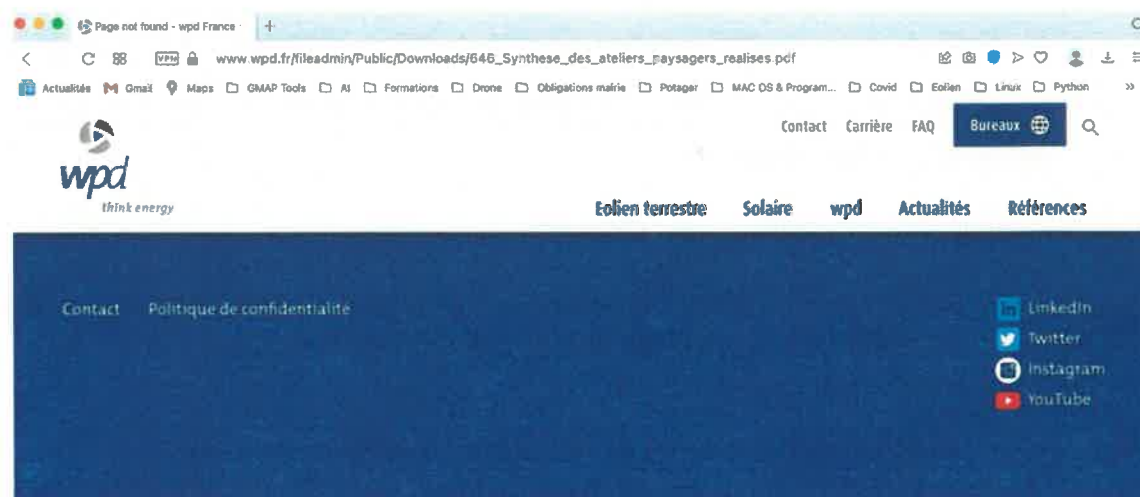 Page not found - wpd France
www.wpd.fr/fileadmin/Public/Downloads/646_Synthese_des_ateliers_paysagers_realises.pdf
VPN
Actualités Gmail Maps GMAP Tools AI Formations Drone Obligations mairie Potager MAC OS & Program... Covid Eolien Linux Python »
Contact Carrière FAQ Bureaux
wpd
think energy
Eolien terrestre Solaire wpd Actualités Références
Contact Politique de confidentialité
LinkedIn
Twitter
Instagram
YouTube